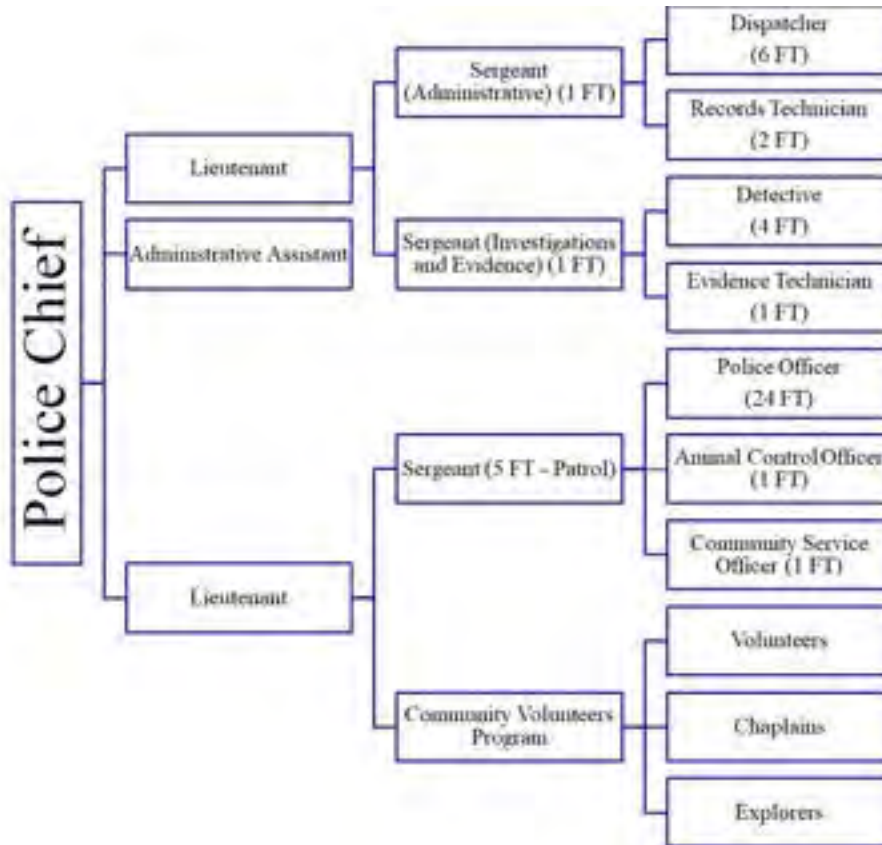 Police Chief
Lieutenant
Administrative Assistant
Lieutenant
Sergeant
(Administrative) (1 FT)
Sergeant (Investigations
and Evidence) (1 FT)
Sergeant (5 FT - Patrol)
Community Volunteers
Program
Dispatcher
(6 FT)
Records Technician
(2 FT)
Detective
(4 FT)
Evidence Technician
(1 FT)
Police Officer
(24 FT)
Animal Control Officer
(1 FT)
Community Service
Officer (1 FT)
Volunteers
Chaplains
Explorers